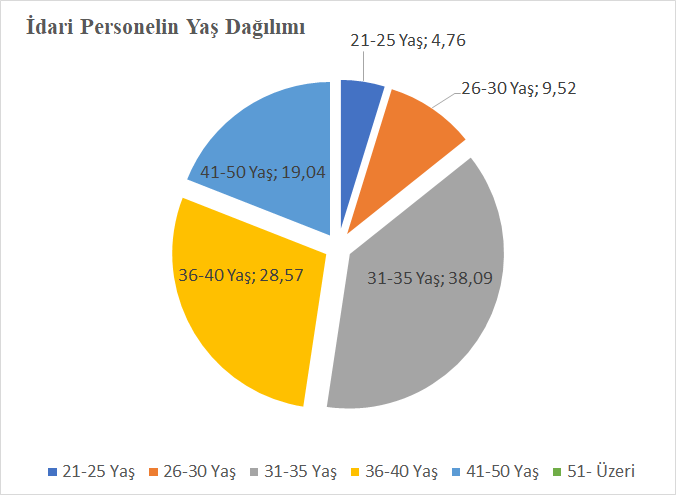 İdari Personelin Yaş Dağılımı
21-25 Yaş; 4,76
26-30 Yaş; 9,52
41-50 Yaş; 19,04
36-40 Yaş; 28,57
31-35 Yaş; 38,09
21-25 Yaş 26-30 Yaş 31-35 Yaş 36-40 Yaş 41-50 Yaş 51- Üzeri